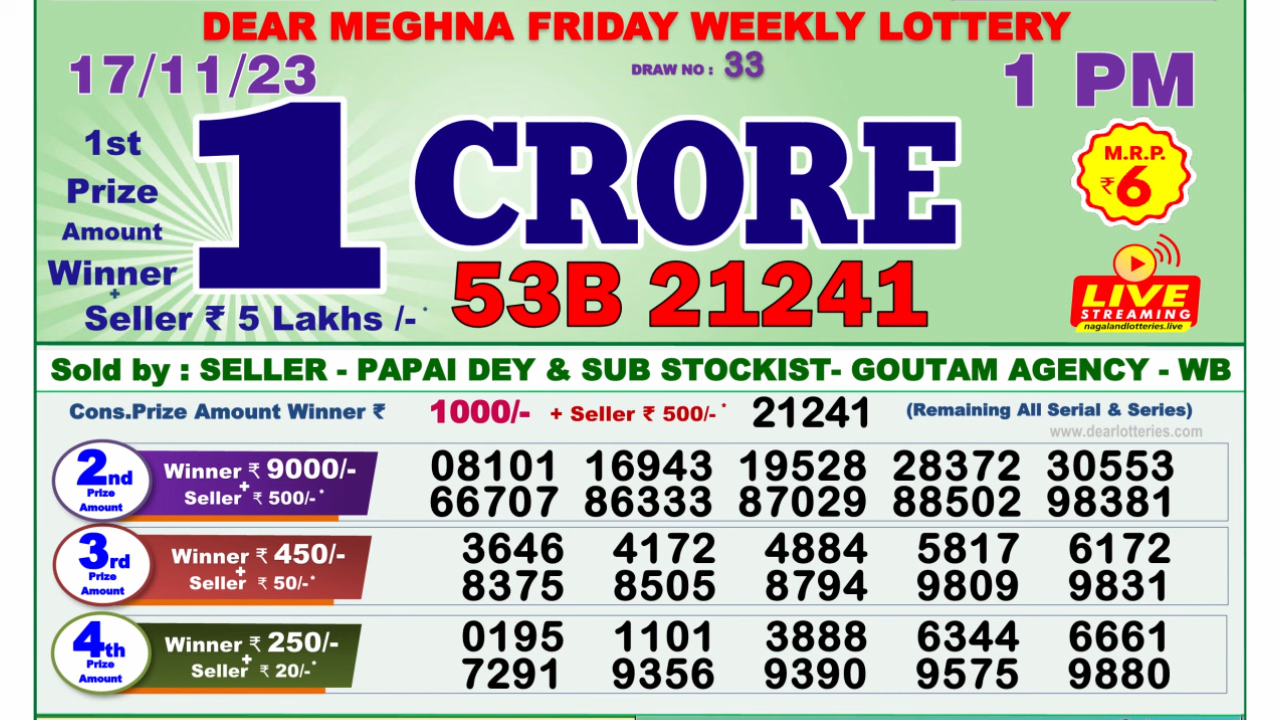 DEAR MEGHNA FRIDAY WEEKLY LOTTERY
17/11/23
DRAW NO : 33
1 PM
1st
Prize
Amount
Winner
+
Seller ₹ 5 Lakhs /-*
1 CRORE
53B 21241
M.R.P.
₹6
LIVE
STREAMING
nagalandlotteries.live
Sold by : SELLER - PAPAI DEY & SUB STOCKIST- GOUTAM AGENCY - WB
Cons.Prize Amount Winner ₹ 1000/- + Seller ₹ 500/-* 21241 (Remaining All Serial & Series)
www.dearlotteries.com
2nd
Prize
Amount
Winner ₹ 9000/-
+
Seller ₹ 500/-*
08101 16943 19528 28372 30553
66707 86333 87029 88502 98381
3rd
Prize
Amount
Winner ₹ 450/-
+
Seller ₹ 50/-*
3646 4172 4884 5817 6172
8375 8505 8794 9809 9831
4th
Prize
Amount
Winner ₹ 250/-
+
Seller ₹ 20/-*
0195 1101 3888 6344 6661
7291 9356 9390 9575 9880